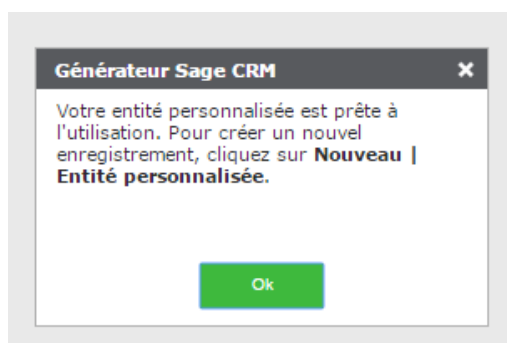 Générateur Sage CRM
Votre entité personnalisée est prête à
l'utilisation. Pour créer un nouvel
enregistrement, cliquez sur Nouveau |
Entité personnalisée.
Ok